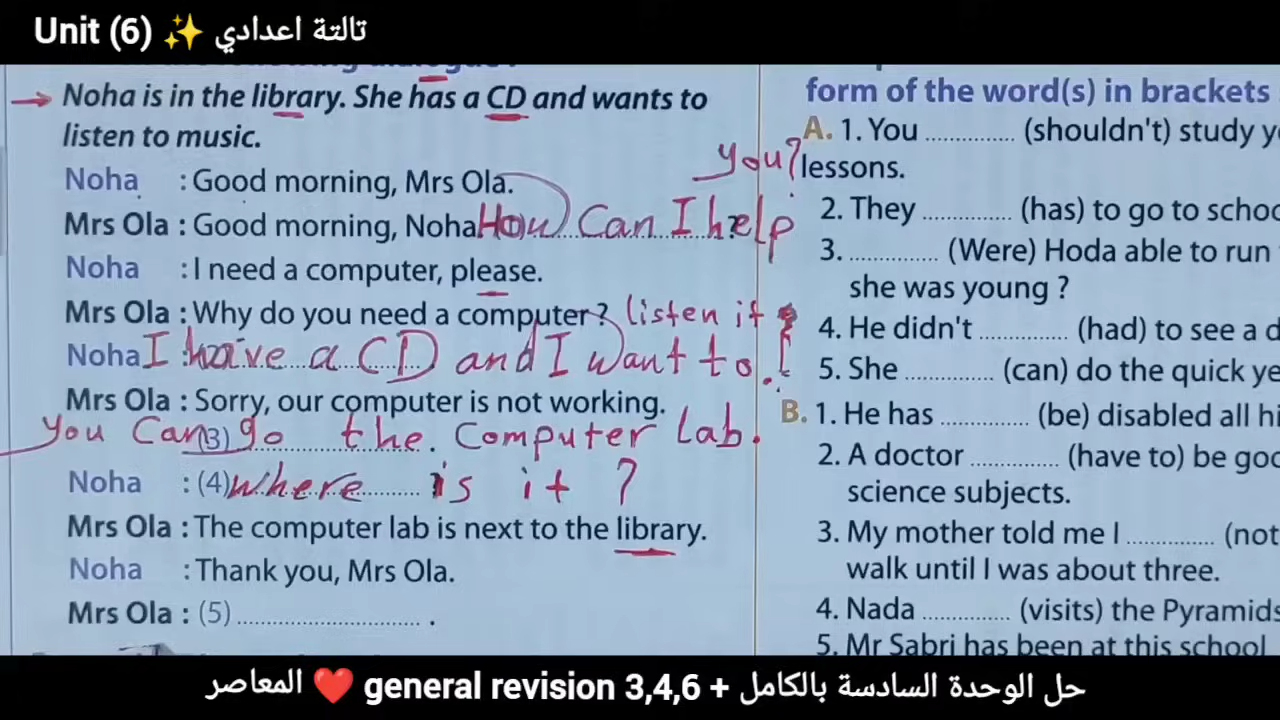 Unit (6) ✨ تالتة اعدادي
Noha is in the library. She has a CD and wants to
listen to music.
Noha : Good morning, Mrs Ola.
you?
Mrs Ola : Good morning, Noha. How Can I help
Noha : I need a computer, please.
Mrs Ola : Why do you need a computer? listen it
Noha I have a CD and I want to.
Mrs Ola : Sorry, our computer is not working.
you Can (3) go the Computer Lab.
Noha : (4) where is it ?
Mrs Ola : The computer lab is next to the library.
Noha : Thank you, Mrs Ola.
Mrs Ola : (5) .................................... .
form of the word(s) in brackets
A. 1. You .............. (shouldn't) study
lessons.
2. They .............. (has) to go to
3. .............. (Were) Hoda able to run
she was young ?
4. He didn't .............. (had) to see a
5. She .............. (can) do the quick
B. 1. He has .............. (be) disabled all
2. A doctor .............. (have to) be
science subjects.
3. My mother told me I .............. (not
walk until I was about three.
4. Nada .............. (visits) the Pyramids
5. Mr Sabri has been at this school
حل الوحدة السادسة بالكامل + general revision 3,4,6 ❤️ المعاصر